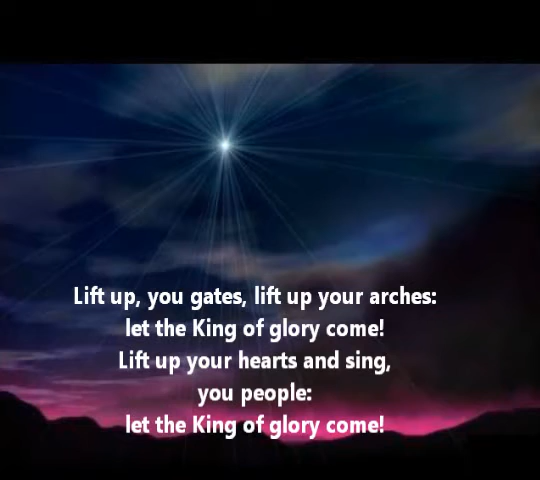 Lift up, you gates, lift up your arches:
let the King of glory come!
Lift up your hearts and sing,
you people:
let the King of glory come!